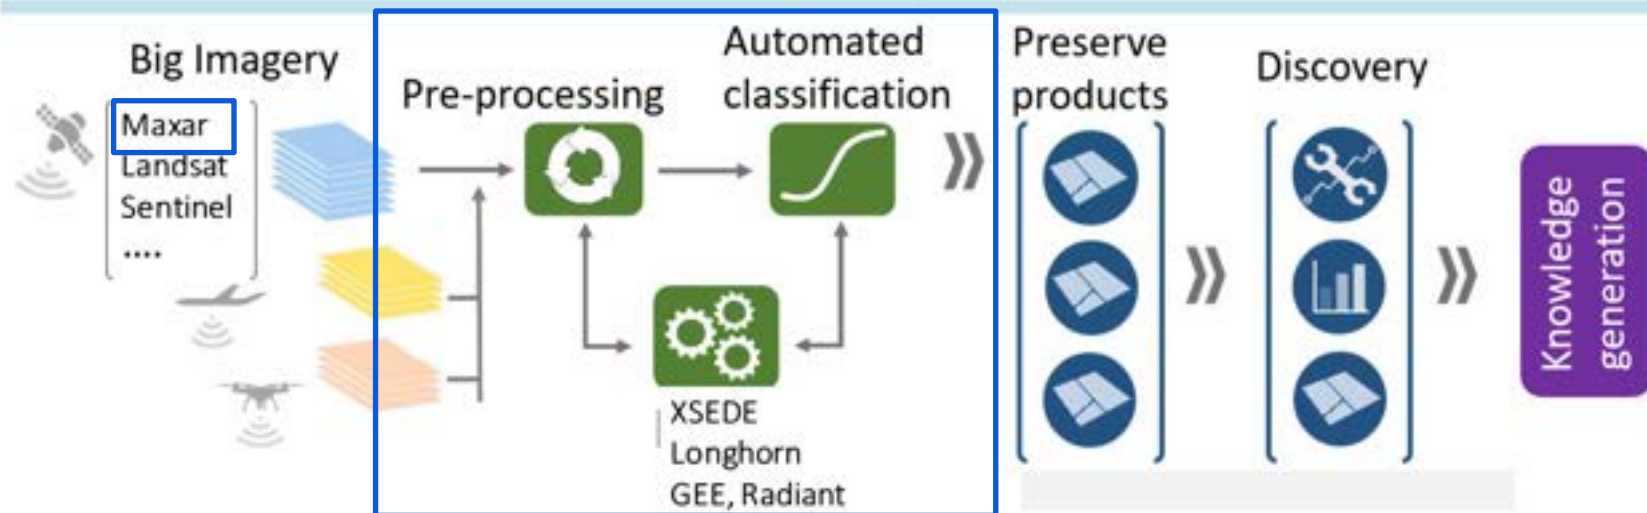 Big Imagery
Maxar
Landsat
Sentinel
....
Pre-processing
Automated
classification
XSEDE
Longhorn
GEE, Radiant
Preserve
products
Discovery
Knowledge
generation